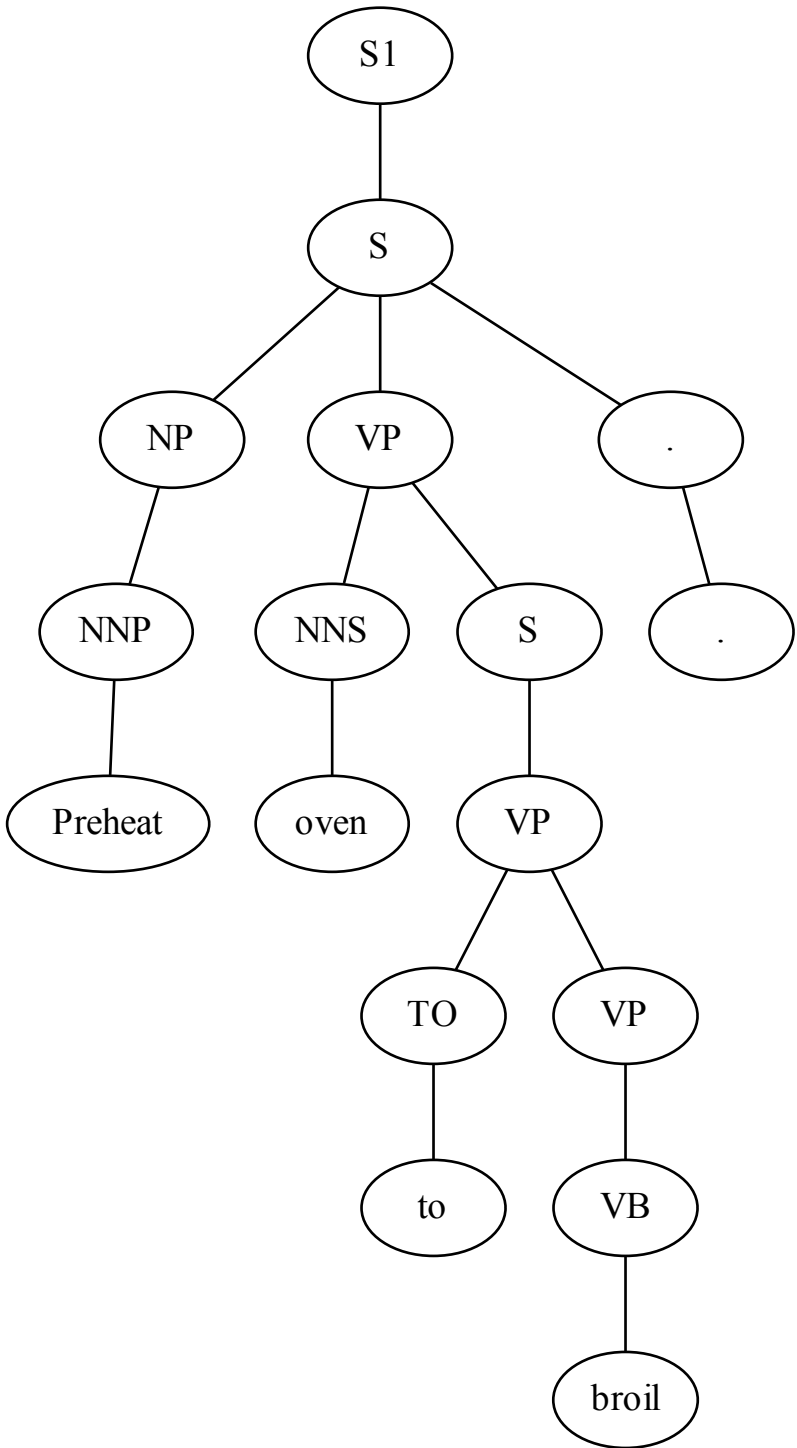 S1
S
NP VP .
NNP NNS S .
Preheat oven VP
TO VP
to VB
broil